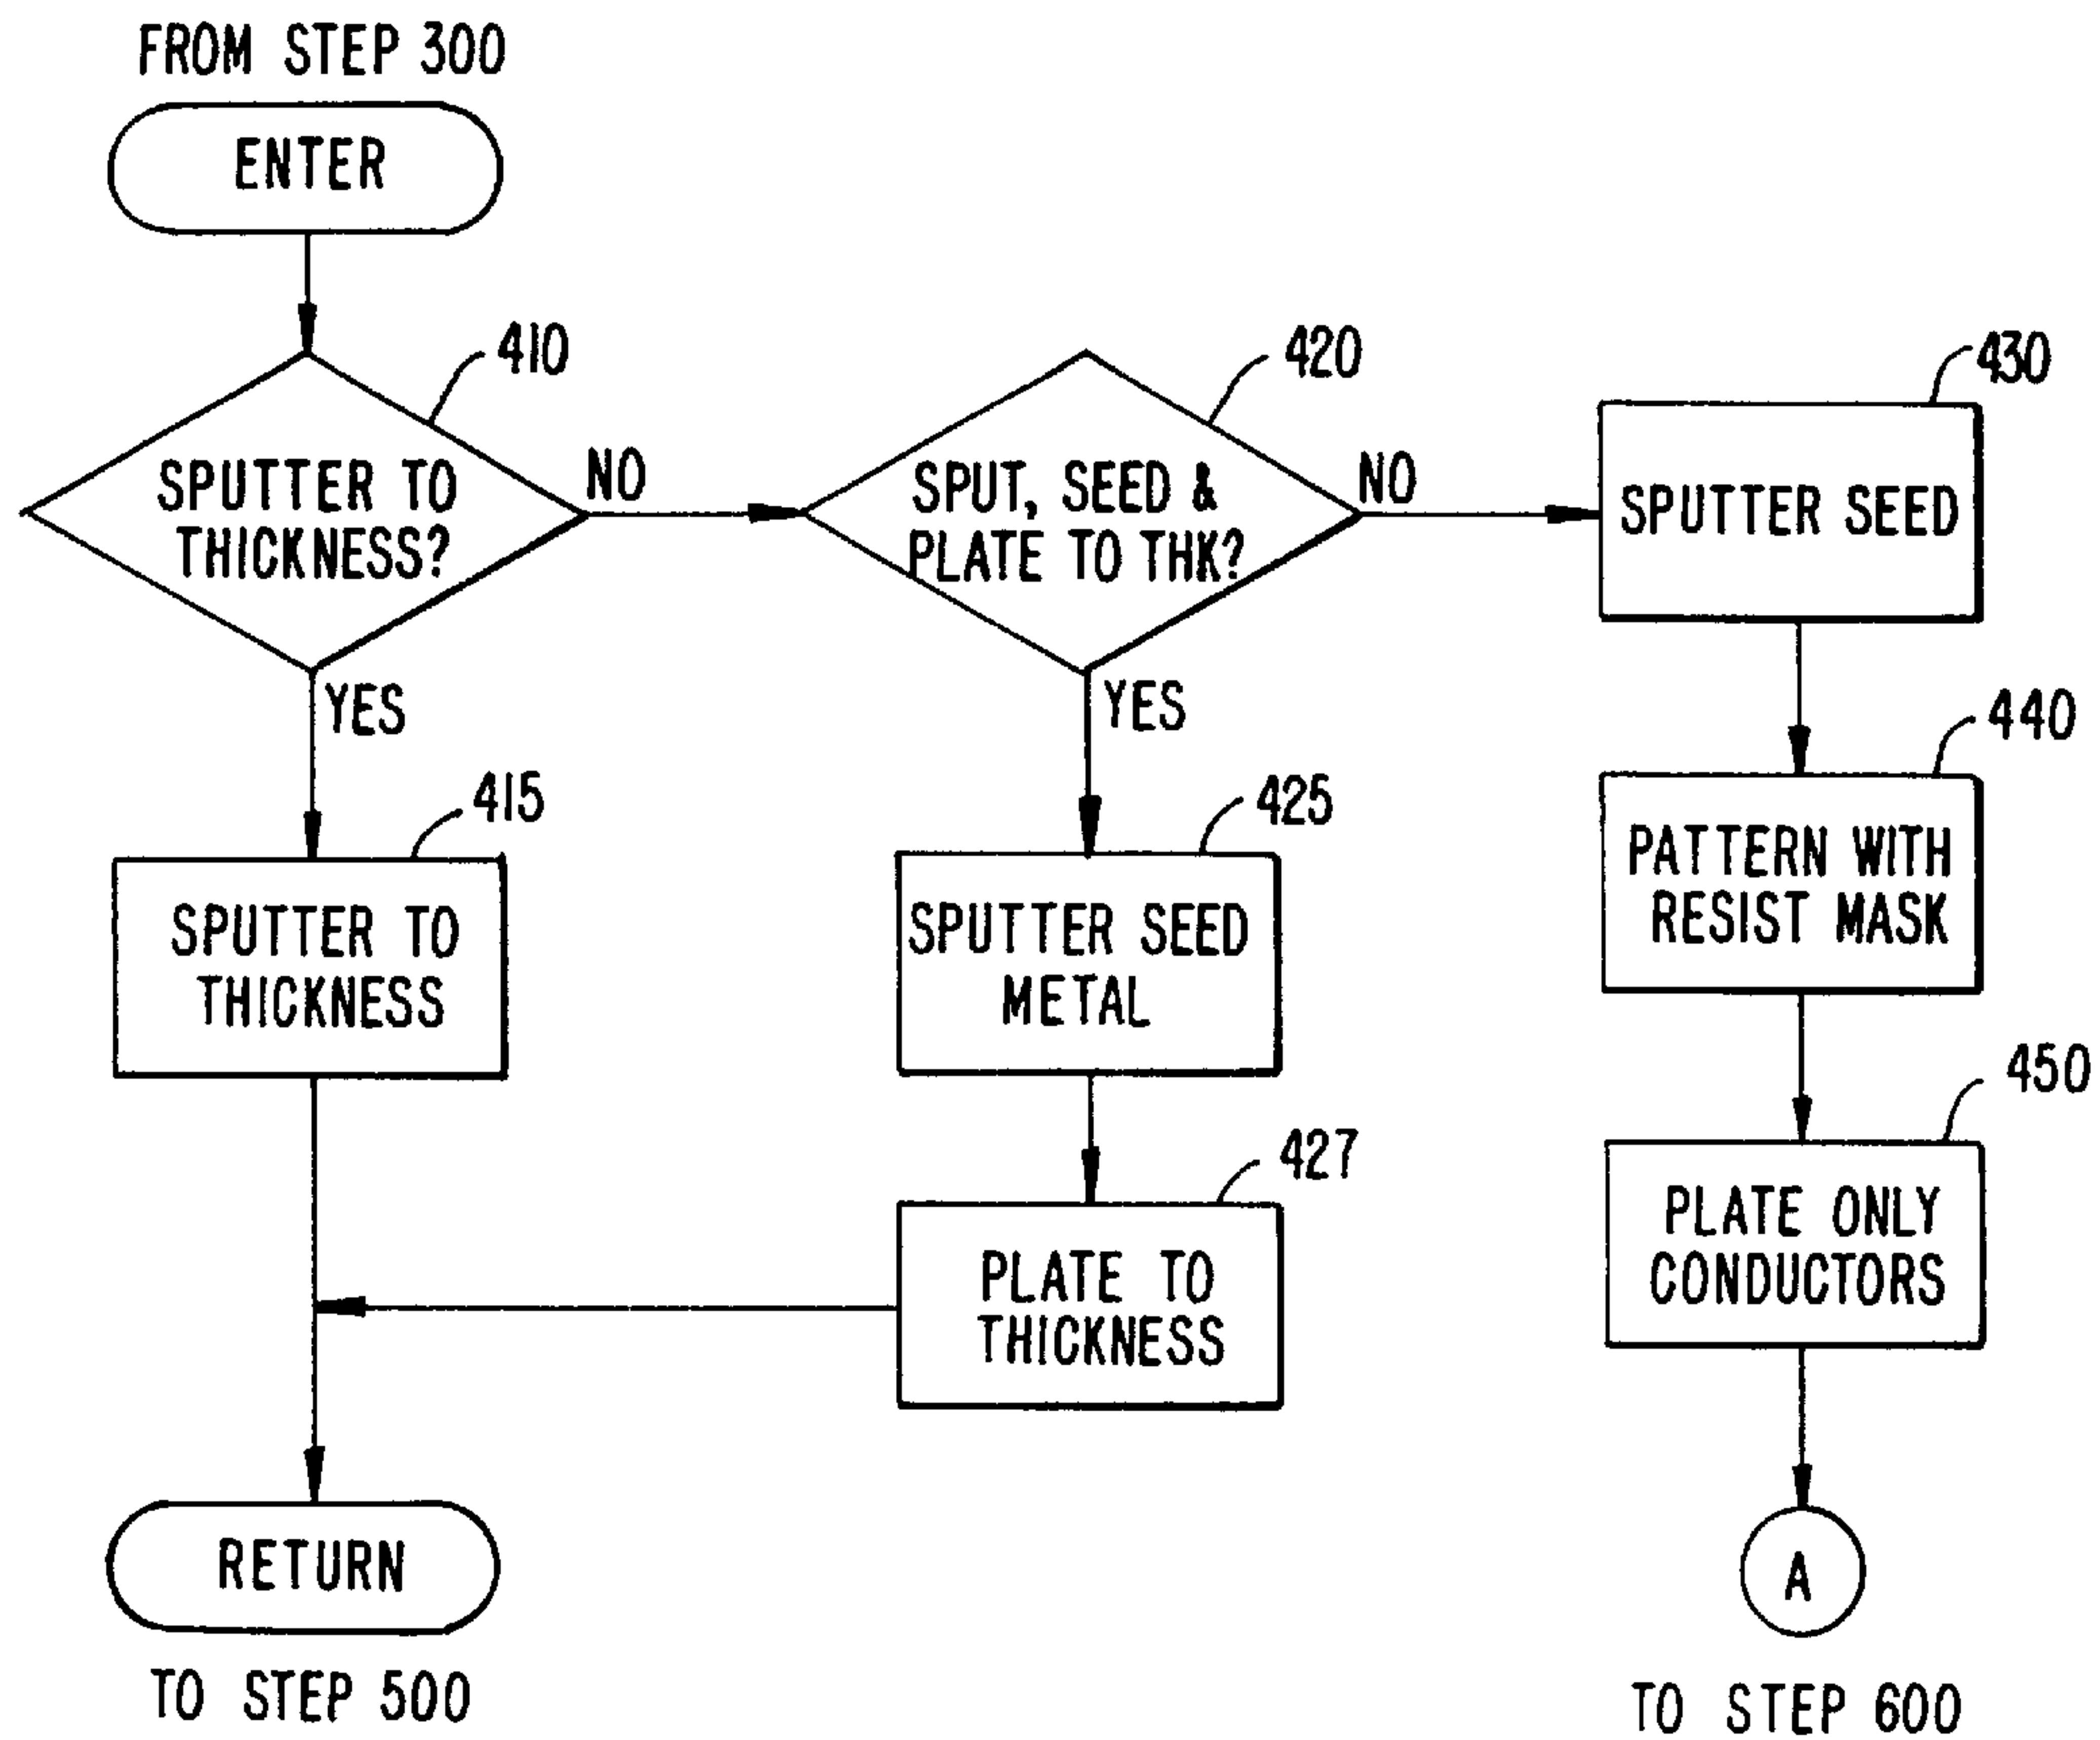 FROM STEP 300
ENTER
410
SPUTTER TO
THICKNESS?
NO
YES
415
SPUTTER TO
THICKNESS
RETURN
TO STEP 500
420
SPUT, SEED &
PLATE TO THK?
NO
YES
425
SPUTTER SEED
METAL
427
PLATE TO
THICKNESS
430
SPUTTER SEED
440
PATTERN WITH
RESIST MASK
450
PLATE ONLY
CONDUCTORS
A
TO STEP 600